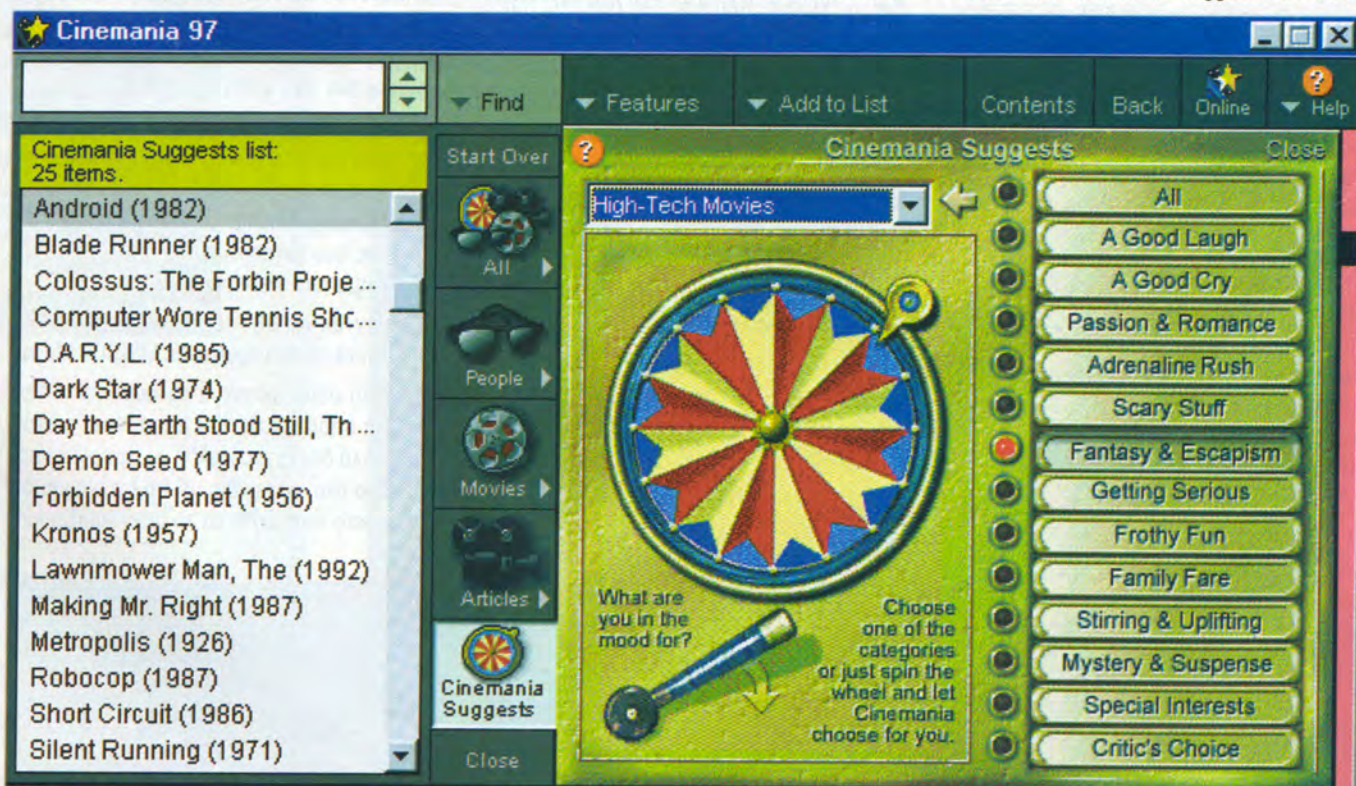 Cinemania 97
Find
Features
Add to List
Contents
Back
Online
Help
Cinemania Suggests list:
25 items.
Android (1982)
Blade Runner (1982)
Colossus: The Forbin Proje ...
Computer Wore Tennis Shc...
D.A.R.Y.L. (1985)
Dark Star (1974)
Day the Earth Stood Still, Th ...
Demon Seed (1977)
Forbidden Planet (1956)
Kronos (1957)
Lawnmower Man, The (1992)
Making Mr. Right (1987)
Metropolis (1926)
Robocop (1987)
Short Circuit (1986)
Silent Running (1971)
Start Over
All
People
Movies
Articles
Cinemania
Suggests
Close
Cinemania Suggests
Close
High-Tech Movies
What are
you in the
mood for?
Choose
one of the
categories
or just spin the
wheel and let
Cinemania
choose for you.
All
A Good Laugh
A Good Cry
Passion & Romance
Adrenaline Rush
Scary Stuff
Fantasy & Escapism
Getting Serious
Frothy Fun
Family Fare
Stirring & Uplifting
Mystery & Suspense
Special Interests
Critic's Choice